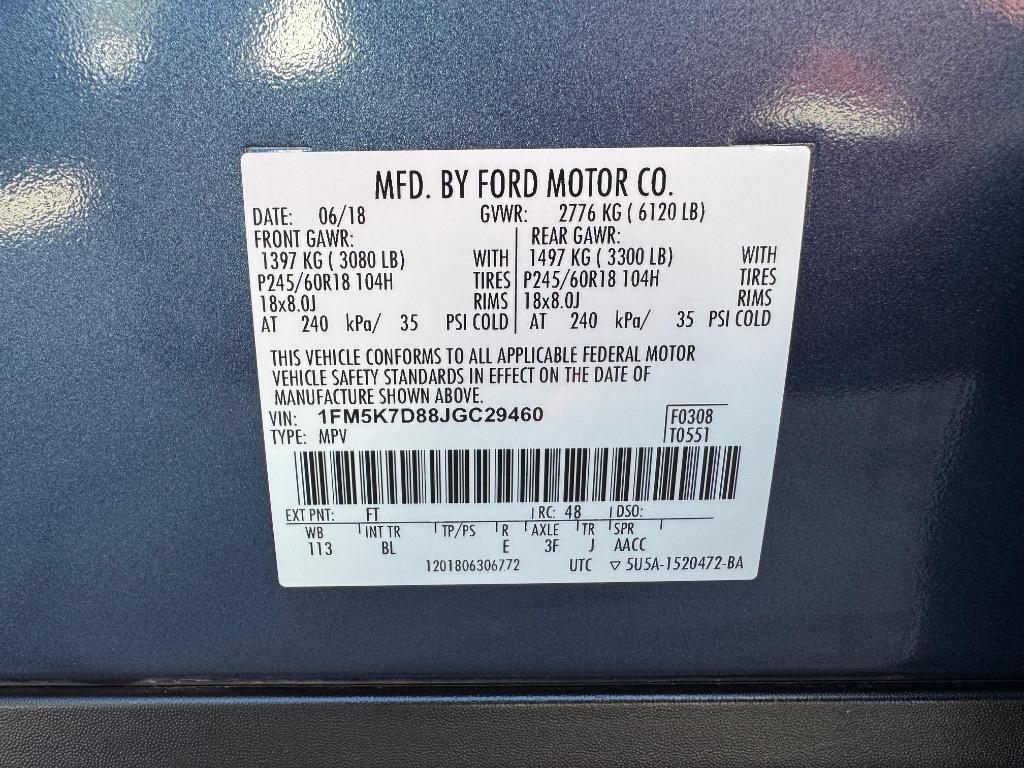 MFD. BY FORD MOTOR CO.
DATE: 06/18 GVWR: 2776 KG ( 6120 LB)
FRONT GAWR: REAR GAWR:
1397 KG ( 3080 LB) WITH 1497 KG ( 3300 LB) WITH
P245/60R18 104H TIRES P245/60R18 104H TIRES
18x8.0J RIMS 18x8.0J RIMS
AT 240 kPa/ 35 PSI COLD AT 240 kPa/ 35 PSI COLD
THIS VEHICLE CONFORMS TO ALL APPLICABLE FEDERAL MOTOR
VEHICLE SAFETY STANDARDS IN EFFECT ON THE DATE OF
MANUFACTURE SHOWN ABOVE.
VIN: 1FM5K7D88JGC29460 F0308
TYPE: MPV T0551
EXT PNT: FT RC: 48 DSO:
WB INT TR TP/PS R AXLE TR SPR
113 BL E 3F J AACC
1201806306772 UTC ▽ 5U5A-1520472-BA